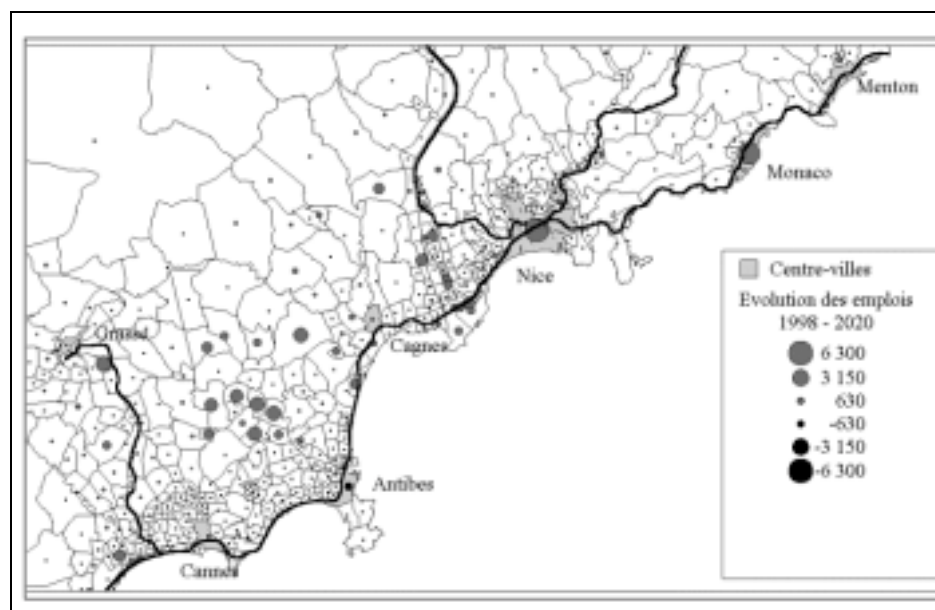 Menton
Monaco
Nice
Centre-villes
Evolution des emplois
1998 - 2020
6 300
3 150
630
-630
-3 150
-6 300
Grasse
Cagnes
Antibes
Cannes